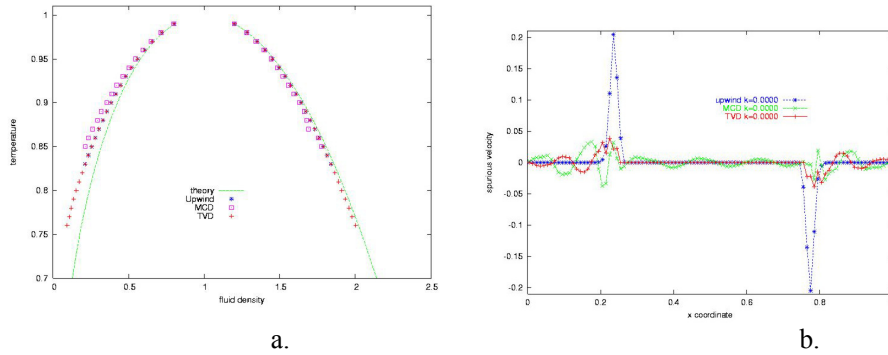 1
0.95
0.9
0.85
0.8
0.75
0.7
temperature
theory
Upwind
MCD
TVD
0
0.5
1
1.5
2
2.5
fluid density
a.
0.2
0.15
0.1
0.05
0
-0.05
-0.1
-0.15
-0.2
spurious velocity
upwind k=0.0000
MCD k=0.0000
TVD k=0.0000
0
0.2
0.4
0.6
0.8
x coordinate
b.